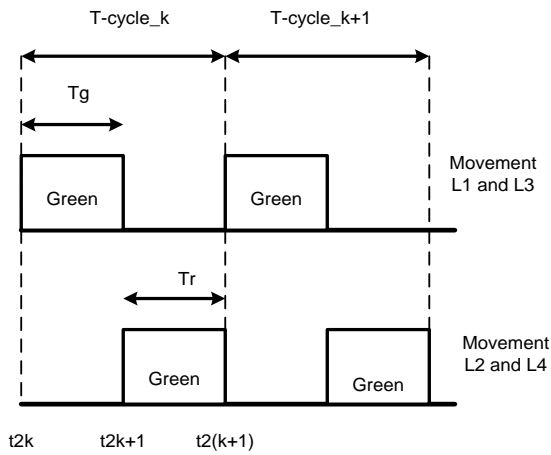 T-cycle_k
T-cycle_k+1
Tg
Green
Green
Movement
L1 and L3
Tr
Green
Green
Movement
L2 and L4
t2k
t2k+1
t2(k+1)